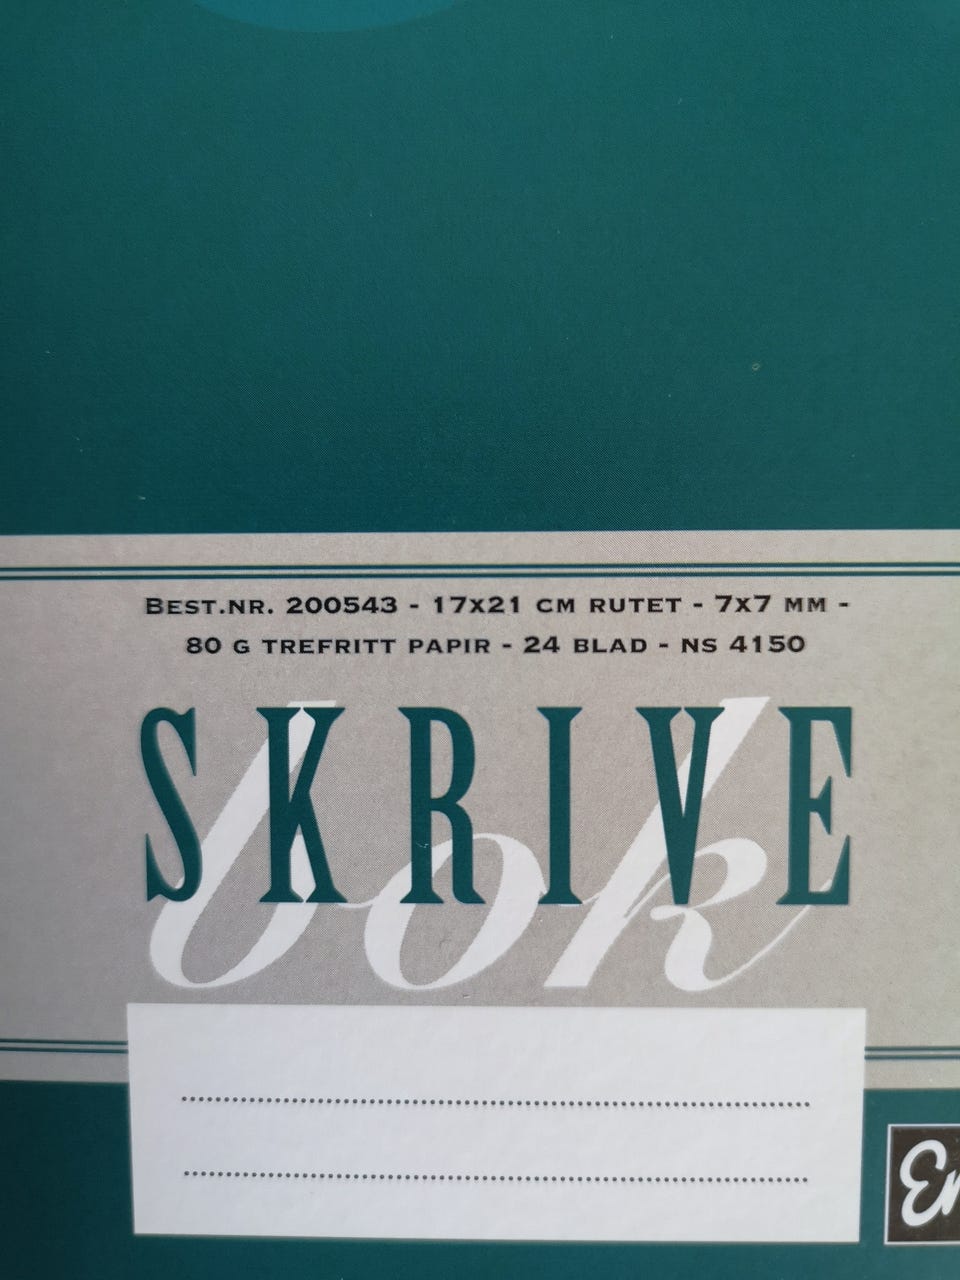 BEST.NR. 200543 - 17X21 CM RUTET - 7X7 MM -
80 G TREFRITT PAPIR - 24 BLAD - NS 4150
SKRIVE
bok